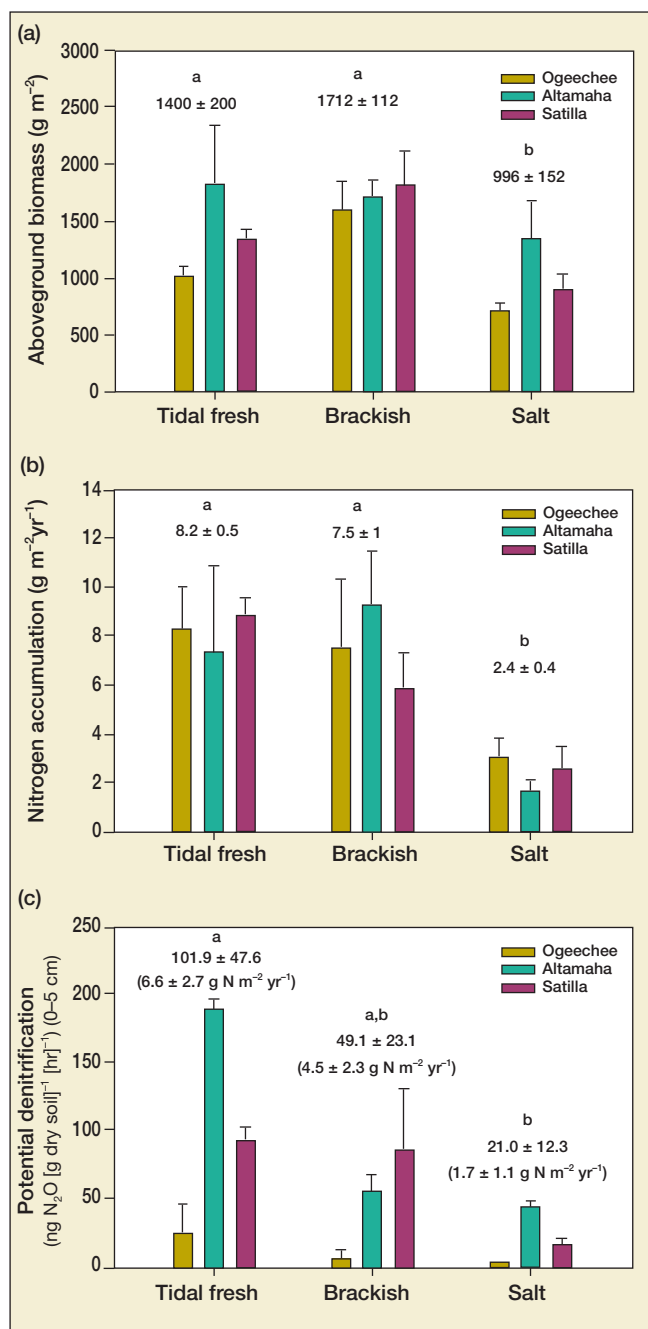 (a)
3000
2500
2000
1500
1000
500
0
Aboveground biomass (g m⁻²)
a
1400 ± 200
a
1712 ± 112
b
996 ± 152
Ogeechee
Altamaha
Satilla
Tidal fresh
Brackish
Salt
(b)
14
12
10
8
6
4
2
0
Nitrogen accumulation (g m⁻²yr⁻¹)
a
8.2 ± 0.5
a
7.5 ± 1
b
2.4 ± 0.4
Ogeechee
Altamaha
Satilla
Tidal fresh
Brackish
Salt
(c)
250
200
150
100
50
0
Potential denitrification
(ng N₂O [g dry soil]⁻¹ [hr]⁻¹) (0–5 cm)
a
101.9 ± 47.6
(6.6 ± 2.7 g N m⁻² yr⁻¹)
a,b
49.1 ± 23.1
(4.5 ± 2.3 g N m⁻² yr⁻¹)
b
21.0 ± 12.3
(1.7 ± 1.1 g N m⁻² yr⁻¹)
Ogeechee
Altamaha
Satilla
Tidal fresh
Brackish
Salt